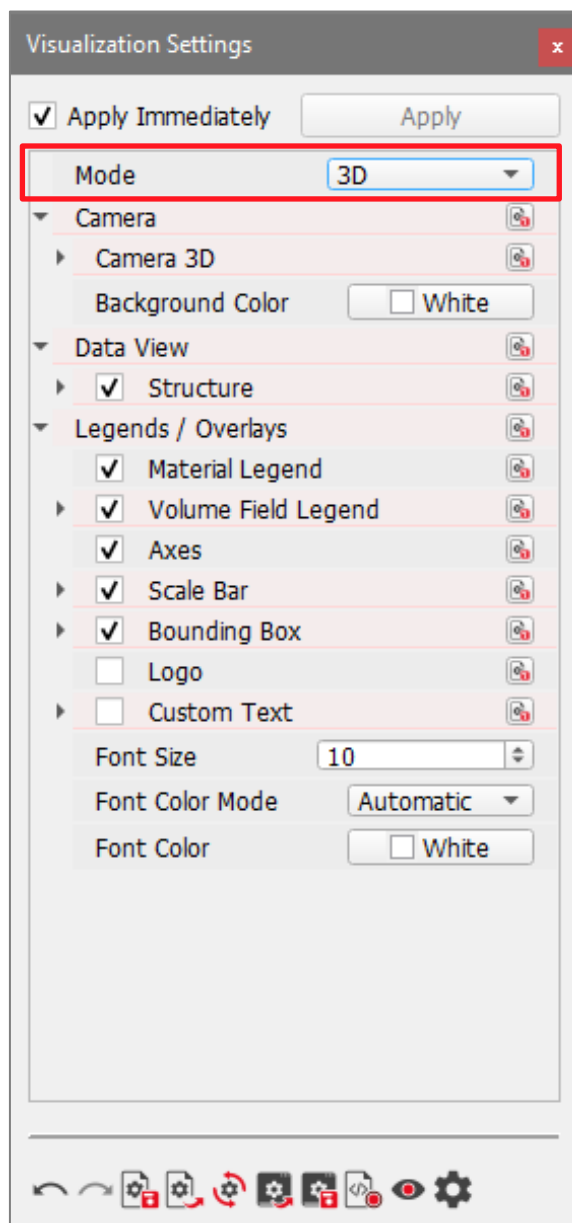 Visualization Settings
x
Apply Immediately Apply
Mode 3D
Camera
Camera 3D
Background Color White
Data View
Structure
Legends / Overlays
Material Legend
Volume Field Legend
Axes
Scale Bar
Bounding Box
Logo
Custom Text
Font Size 10
Font Color Mode Automatic
Font Color White